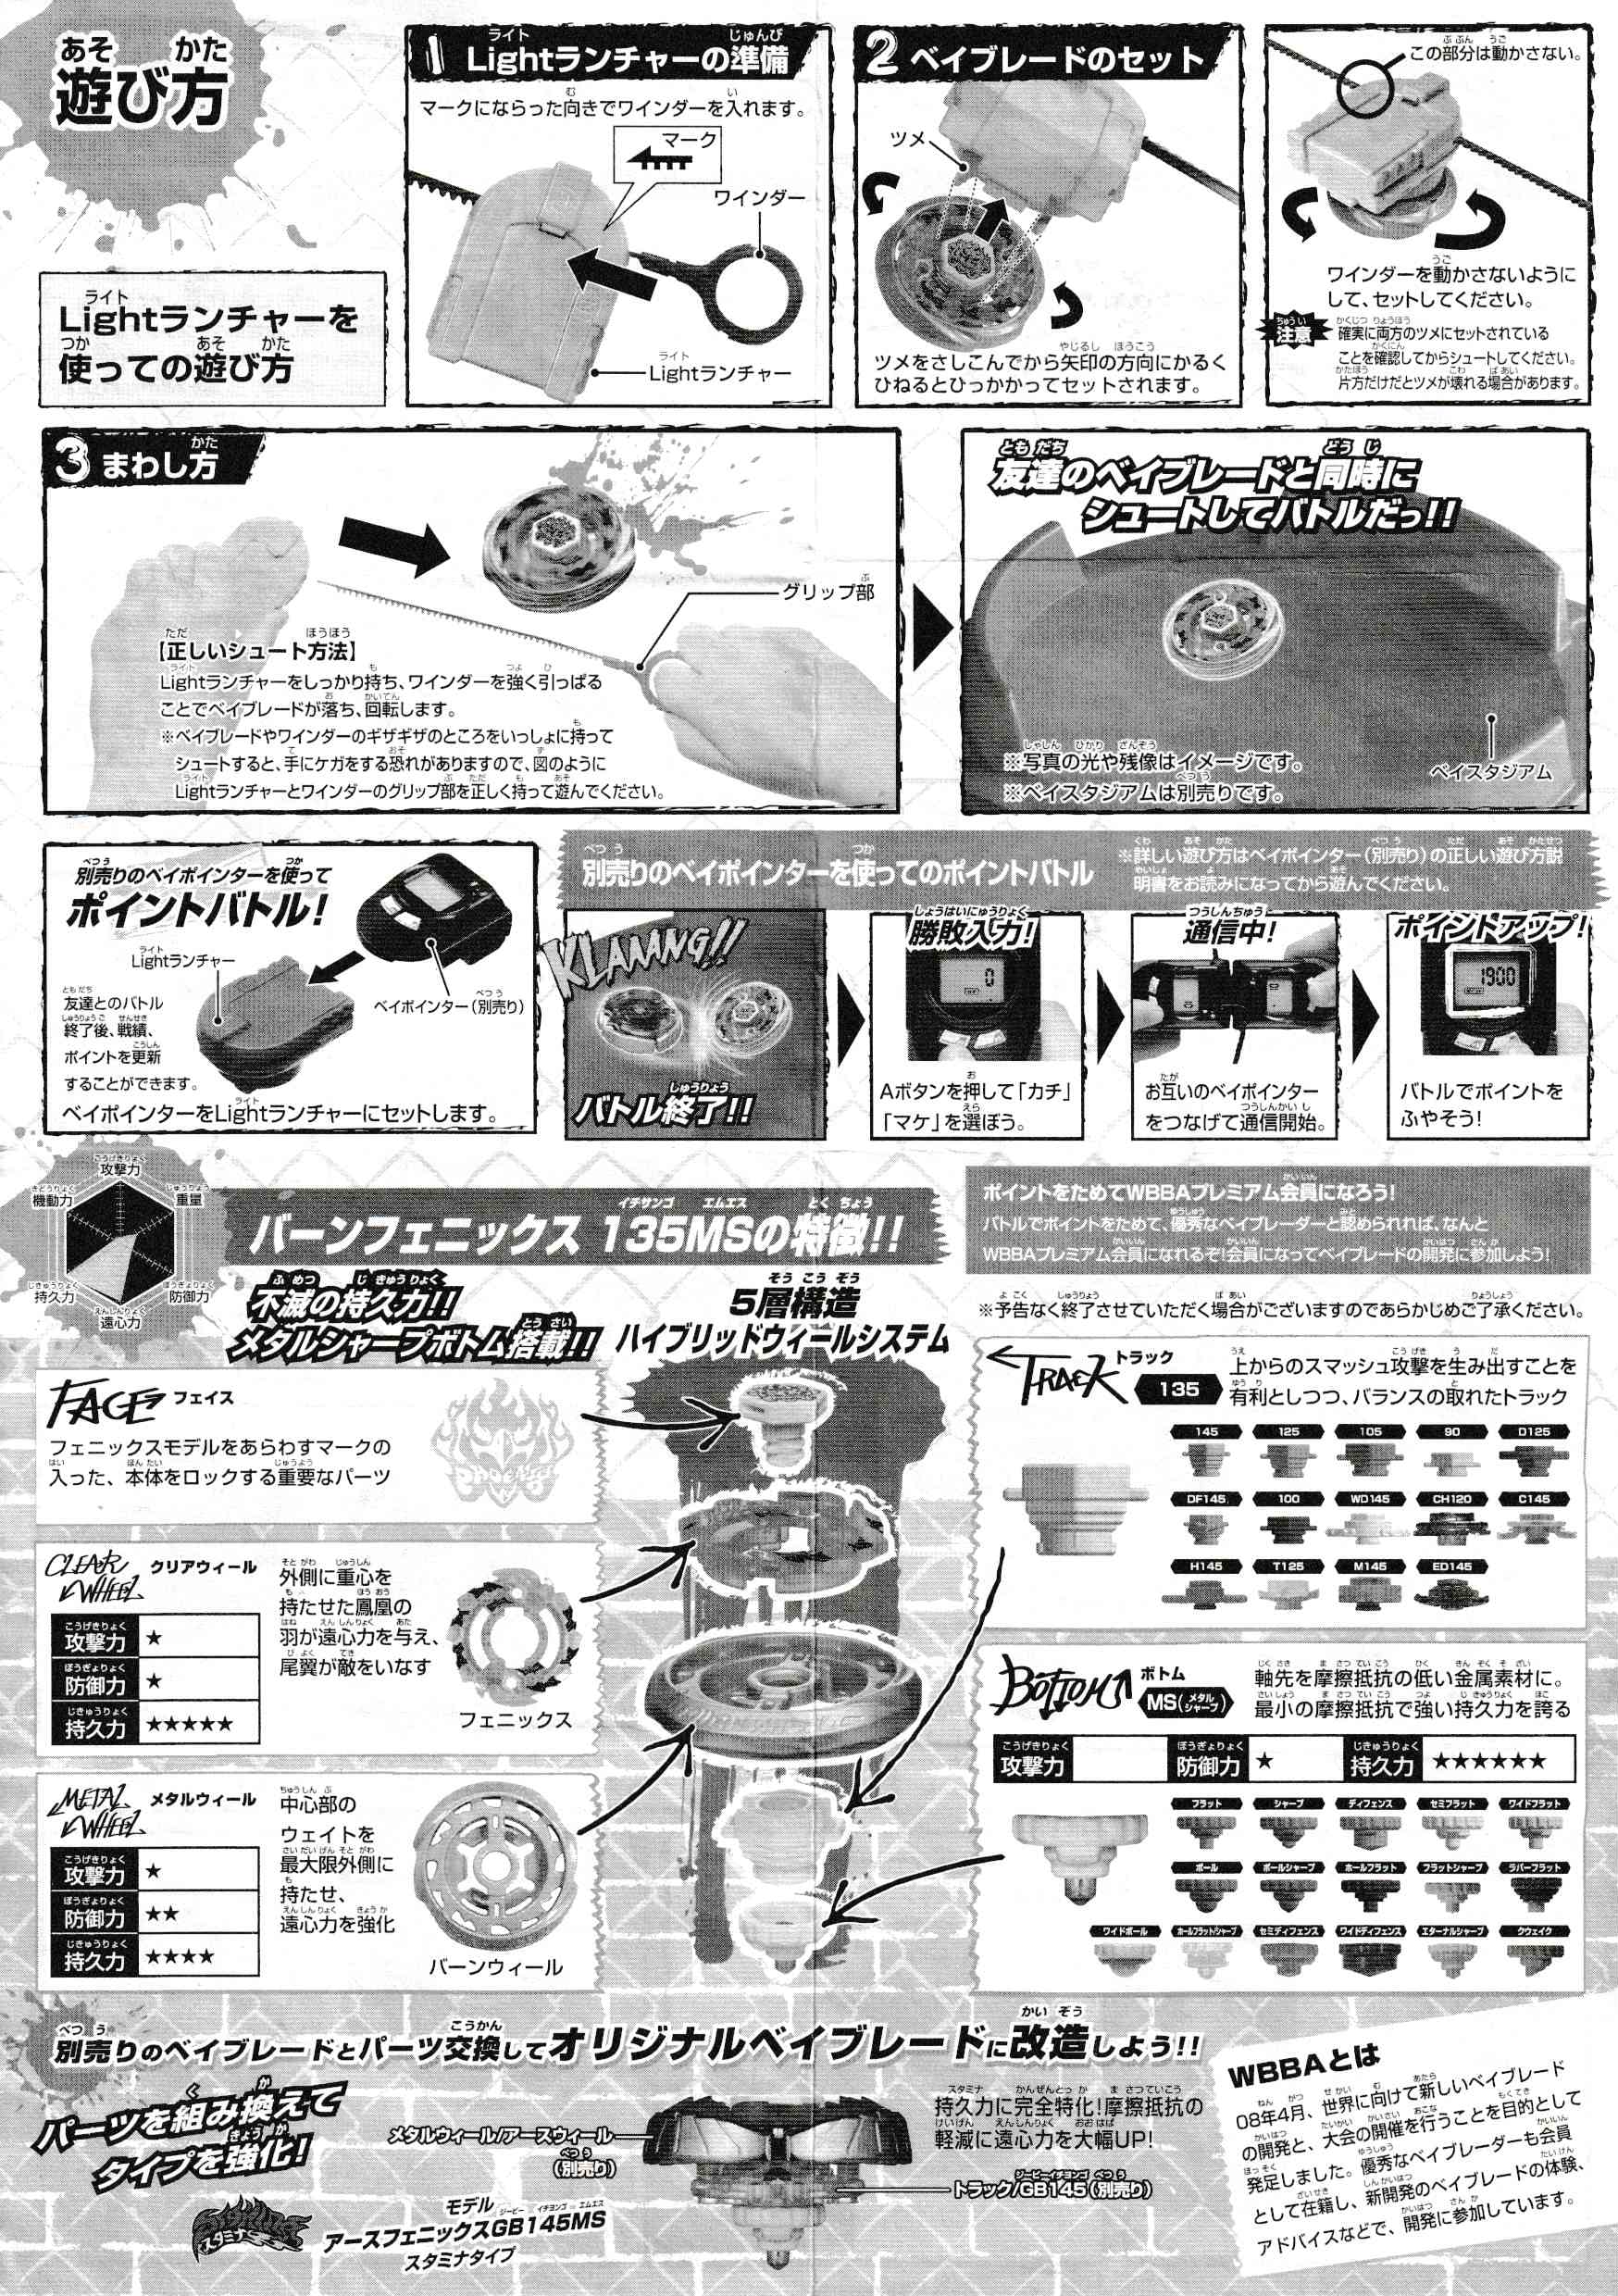 遊び方
Lightランチャーを
使っての遊び方
1 Lightランチャーの準備
マークにならった向きでワインダーを入れます。
マーク
ワインダー
Lightランチャー
2 ベイブレードのセット
ツメ
ツメをさしこんでから矢印の方向にかるく
ひねるとひっかかってセットされます。
この部分は動かさない。
ワインダーを動かさないように
して、セットしてください。
注意 確実に両方のツメにセットされている
ことを確認してからシュートしてください。
片方だけだとツメが壊れる場合があります。
3 まわし方
グリップ部
【正しいシュート方法】
Lightランチャーをしっかり持ち、ワインダーを強く引っぱる
ことでベイブレードが落ち、回転します。
※ベイブレードやワインダーのギザギザのところをいっしょに持って
シュートすると、手にケガをする恐れがありますので、図のように
Lightランチャーとワインダーのグリップ部を正しく持って遊んでください。
友達のベイブレードと同時に
シュートしてバトルだっ!!
※写真の光や残像はイメージです。
※ベイスタジアムは別売りです。
ベイスタジアム
別売りのベイポインターを使って
ポイントバトル!
Lightランチャー
ベイポインター(別売り)
友達とのバトル
終了後、戦績、
ポイントを更新
することができます。
ベイポインターをLightランチャーにセットします。
別売りのベイポインターを使ってのポイントバトル
※詳しい遊び方はベイポインター(別売り)の正しい遊び方説
明書をお読みになってから遊んでください。
KLAAANG!!
バトル終了!!
勝敗入力!
0
Aボタンを押して「カチ」
「マケ」を選ぼう。
通信中!
お互いのベイポインター
をつなげて通信開始。
ポイントアップ!
1900
バトルでポイントを
ふやそう!
攻撃力
機動力
重量
持久力
防御力
遠心力
バーンフェニックス 135MSの特徴!!
不滅の持久力!!
メタルシャープボトム搭載!!
5層構造
ハイブリッドウィールシステム
ポイントをためてWBBAプレミアム会員になろう!
バトルでポイントをためて、優秀なベイブレーダーと認められれば、なんと
WBBAプレミアム会員になれるぞ!会員になってベイブレードの開発に参加しよう!
※予告なく終了させていただく場合がございますのであらかじめご了承ください。
FACE フェイス
フェニックスモデルをあらわすマークの
入った、本体をロックする重要なパーツ
CLEAR WHEEL クリアウィール
攻撃力 ★
防御力 ★
持久力 ★★★★★
外側に重心を
持たせた鳳凰の
羽が遠心力を与え、
尾翼が敵をいなす
フェニックス
METAL WHEEL メタルウィール
攻撃力 ★
防御力 ★★
持久力 ★★★★
中心部の
ウェイトを
最大限外側に
持たせ、
遠心力を強化
バーンウィール
TRACK トラック
135
上からのスマッシュ攻撃を生み出すことを
有利としつつ、バランスの取れたトラック
145 125 105 90 D125
DF145 100 WD145 CH120 C145
H145 T125 M145 ED145
BOTTOM ボトム
MS(メタルシャープ)
軸先を摩擦抵抗の低い金属素材に。
最小の摩擦抵抗で強い持久力を誇る
攻撃力 防御力 ★ 持久力 ★★★★★★
フラット シャープ ディフェンス セミフラット ワイドフラット
ボール ボールシャープ ホールフラット フラットシャープ ラバーフラット
ワイドボール ホールフラットシャープ セミディフェンス ワイドディフェンス エターナルシャープ クウェイク
別売りのベイブレードとパーツ交換してオリジナルベイブレードに改造しよう!!
パーツを組み換えて
タイプを強化!
スタミナ
モデル
アースフェニックスGB145MS
スタミナタイプ
メタルウィール/アースウィール
(別売り)
持久力に完全特化!摩擦抵抗の
軽減に遠心力を大幅UP!
トラック/GB145(別売り)
WBBAとは
08年4月、世界に向けて新しいベイブレード
の開発と、大会の開催を行うことを目的として
発足しました。優秀なベイブレーダーも会員
として在籍し、新開発のベイブレードの体験、
アドバイスなどで、開発に参加しています。